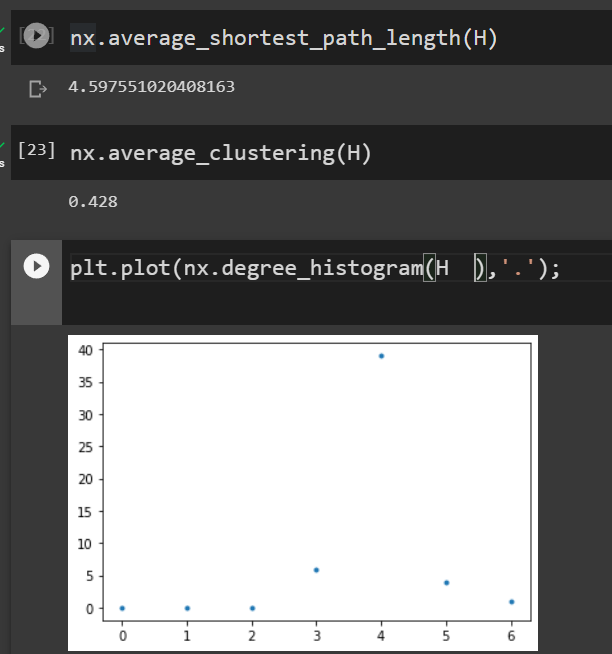 nx.average_shortest_path_length(H)
4.597551020408163
[23] nx.average_clustering(H)
0.428
plt.plot(nx.degree_histogram(H  ),'.');
40
35
30
25
20
15
10
5
0
0 1 2 3 4 5 6